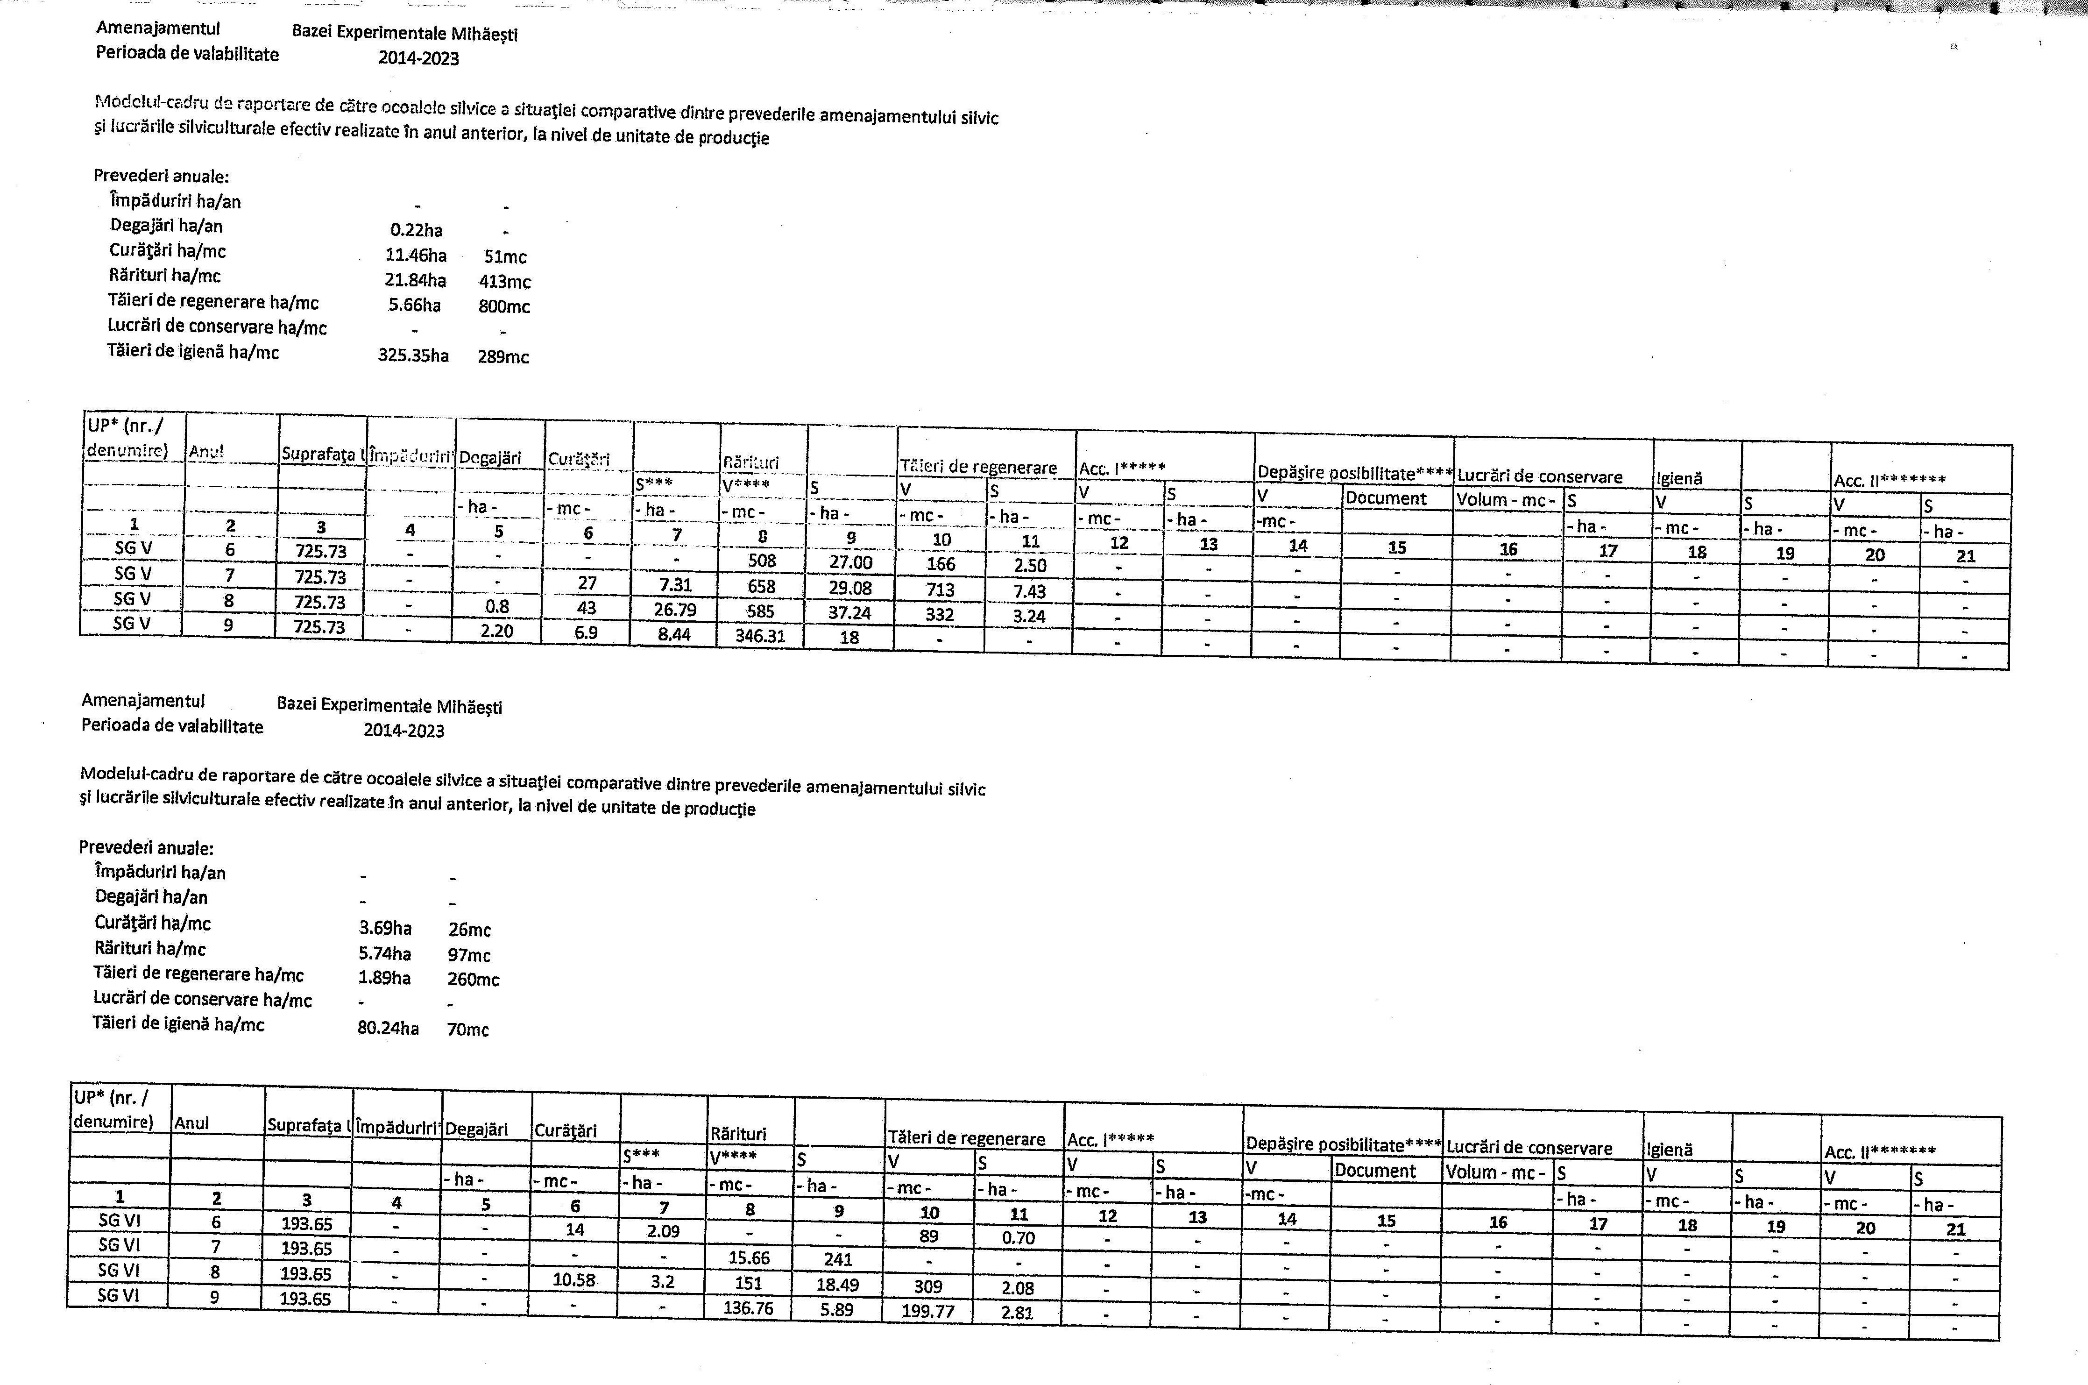 Amenajamentul Bazei Experimentale Mihăești
Perioada de valabilitate 2014-2023
Modelul-cadru de raportare de către ocoalele silvice a situației comparative dintre prevederile amenajamentului silvic
și lucrările silviculturale efectiv realizate în anul anterior, la nivel de unitate de producție
Prevederi anuale:
Împăduriri ha/an - -
Degajări ha/an 0.22ha -
Curățări ha/mc 11.46ha 51mc
Rărituri ha/mc 21.84ha 413mc
Tăieri de regenerare ha/mc 5.66ha 800mc
Lucrări de conservare ha/mc - -
Tăieri de igienă ha/mc 325.35ha 289mc
UP* (nr./
denumire) Anul Suprafața U Împăduriri* Degajări Curățări Rărituri Tăieri de regenerare Acc. I***** Depășire posibilitate**** Lucrări de conservare Igienă Acc. II*******
S*** V**** S V S V S V Document Volum - mc - S V S V S
- ha - - mc - - ha - - mc - - ha - - mc - - ha - - mc - - ha - -mc - - ha - - mc - - ha - - mc - - ha -
1 2 3 4 5 6 7 8 9 10 11 12 13 14 15 16 17 18 19 20 21
SG V 6 725.73 - - - - 508 27.00 166 2.50 - - - - - - - - - -
SG V 7 725.73 - - 27 7.31 658 29.08 713 7.43 - - - - - - - - - -
SG V 8 725.73 - 0.8 43 26.79 585 37.24 332 3.24 - - - - - - - - - -
SG V 9 725.73 - 2.20 6.9 8.44 346.31 18 - - - - - - - - - - - -
Amenajamentul Bazei Experimentale Mihăești
Perioada de valabilitate 2014-2023
Modelul-cadru de raportare de către ocoalele silvice a situației comparative dintre prevederile amenajamentului silvic
și lucrările silviculturale efectiv realizate în anul anterior, la nivel de unitate de producție
Prevederi anuale:
Împăduriri ha/an - -
Degajări ha/an - -
Curățări ha/mc 3.69ha 26mc
Rărituri ha/mc 5.74ha 97mc
Tăieri de regenerare ha/mc 1.89ha 260mc
Lucrări de conservare ha/mc - -
Tăieri de igienă ha/mc 80.24ha 70mc
UP* (nr. /
denumire) Anul Suprafața U Împăduriri* Degajări Curățări Rărituri Tăieri de regenerare Acc. I***** Depășire posibilitate**** Lucrări de conservare Igienă Acc. II*******
S*** V**** S V S V S V Document Volum - mc - S V S V S
- ha - - mc - - ha - - mc - - ha - - mc - - ha - - mc - - ha - -mc - - ha - - mc - - ha - - mc - - ha -
1 2 3 4 5 6 7 8 9 10 11 12 13 14 15 16 17 18 19 20 21
SG VI 6 193.65 - - 14 2.09 - - 89 0.70 - - - - - - - - - -
SG VI 7 193.65 - - - - 15.66 241 - - - - - - - - - - - -
SG VI 8 193.65 - - 10.58 3.2 151 18.49 309 2.08 - - - - - - - - - -
SG VI 9 193.65 - - - - 136.76 5.89 199.77 2.81 - - - - - - - - - -